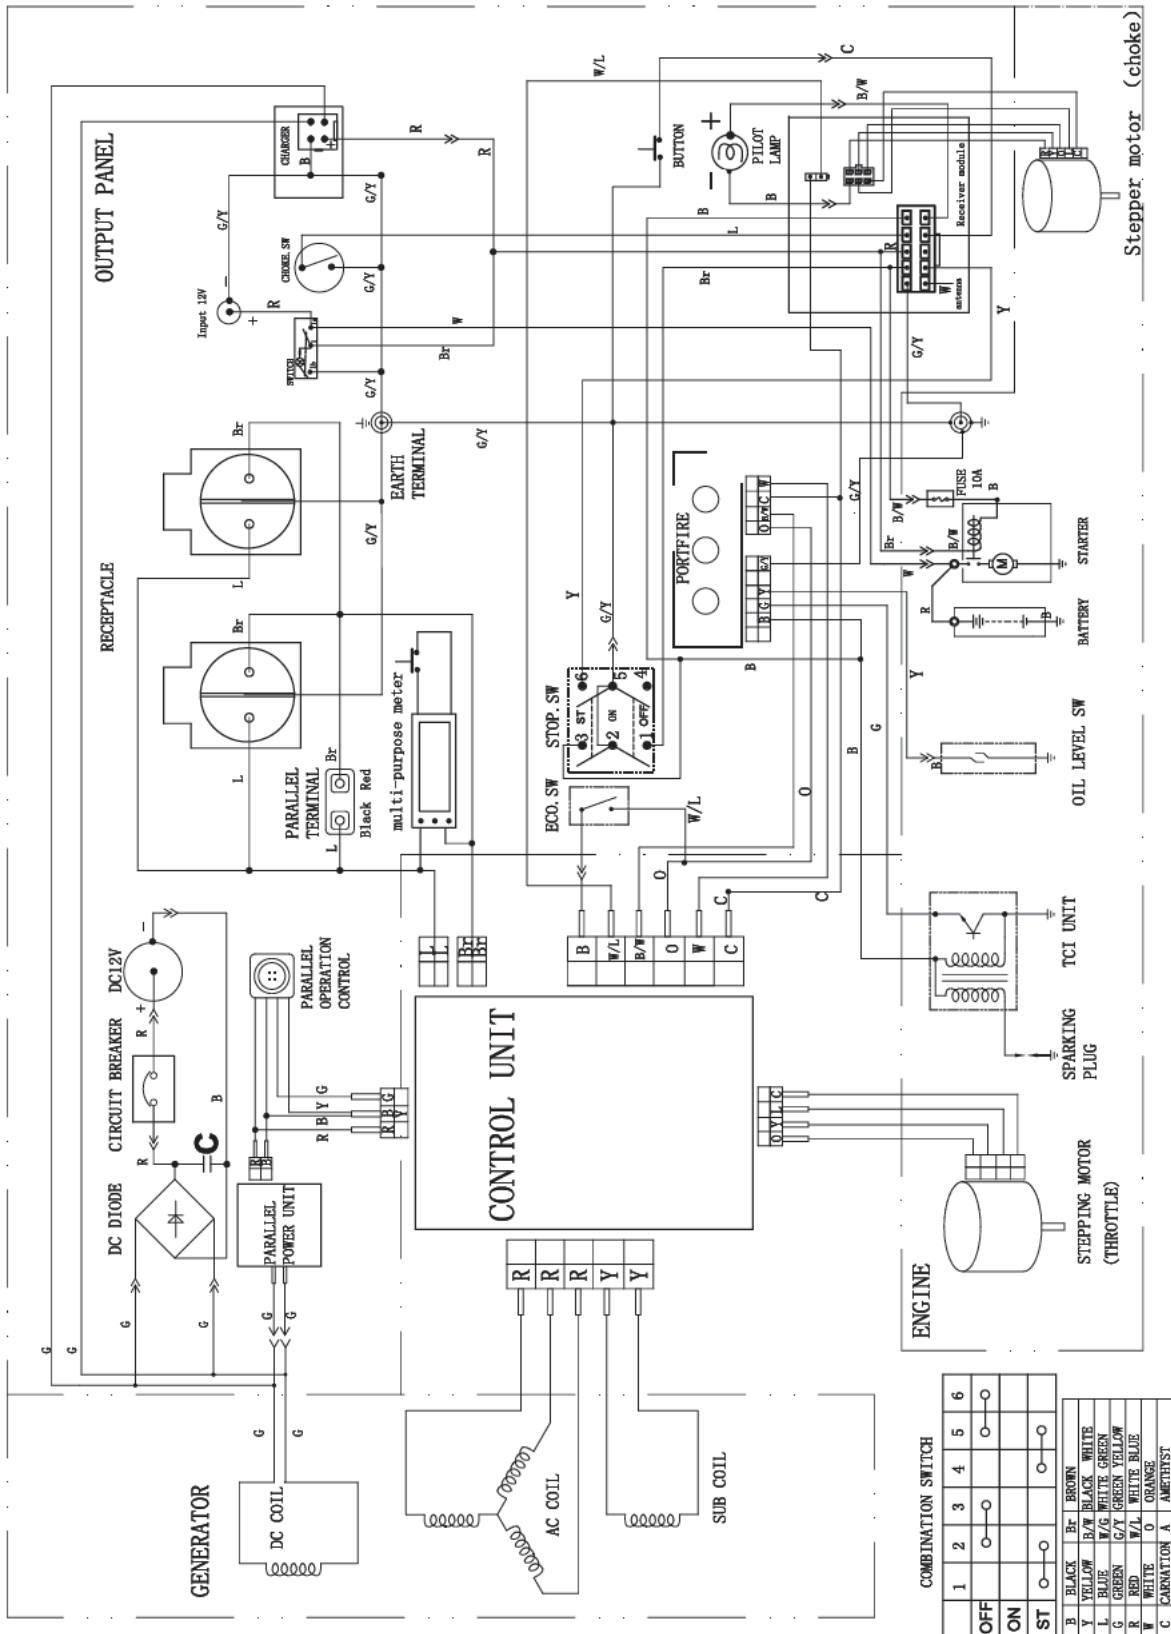 OUTPUT PANEL
RECEPTACLE
CHARGER
B
-
+
R
R
G/Y
G/Y
CHOKE.SW
G/Y
Input 12V
-
+
R
SWITCH
W
Br
G/Y
EARTH
TERMINAL
G/Y
G/Y
Br
L
Br
L
PARALLEL
TERMINAL
L
Br
Black Red
multi-purpose meter
DC12V
-
+
R
CIRCUIT BREAKER
R
B
C
DC DIODE
G
G
G
G
PARALLEL
OPERATION
CONTROL
R B Y G
PARALLEL
POWER UNIT
R
B
G
G
G
G
GENERATOR
DC COIL
AC COIL
SUB COIL
CONTROL UNIT
L
L
Br
Br
B
W/L
B/W
O
W
C
R
B
Y
G
R
R
R
Y
Y
O
Y
L
C
W/L
C
B/W
BUTTON
+
-
PILOT
LAMP
B
B
L
R
Br
W
Receiver module
antenna
Stepper motor (choke)
Y
G/Y
Y
G/Y
STOP.SW
ST
ON
OFF
1
2
3
4
5
6
ECO.SW
W/L
O
O
C
C
B
B
G
PORTFIRE
B
G
Y
G/Y
O
B/W
C
W
G/Y
B/W
FUSE
10A
B
Br
W
B/W
M
STARTER
R
B
BATTERY
Y
B
OIL LEVEL SW
TCI UNIT
SPARKING
PLUG
STEPPING MOTOR
(THROTTLE)
ENGINE
COMBINATION SWITCH
1 2 3 4 5 6
OFF
ON
ST
B BLACK Br BROWN
Y YELLOW B/W BLACK WHITE
L BLUE W/G WHITE GREEN
G GREEN G/Y GREEN YELLOW
R RED W/L WHITE BLUE
W WHITE O ORANGE
C CARNATION A AMETHYST